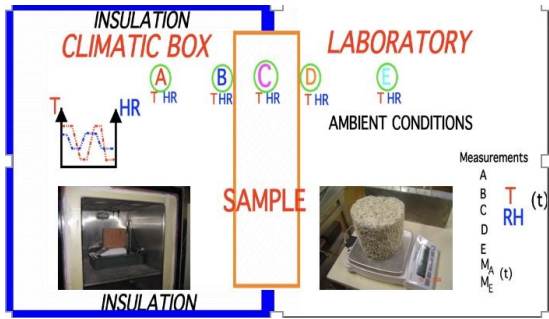 INSULATION
CLIMATIC BOX
LABORATORY
A
B
C
D
E
T HR
T HR
T HR
T HR
T HR
T
HR
AMBIENT CONDITIONS
Measurements
A
B
C
D
E
MA
ME
T
RH
(t)
(t)
SAMPLE
INSULATION